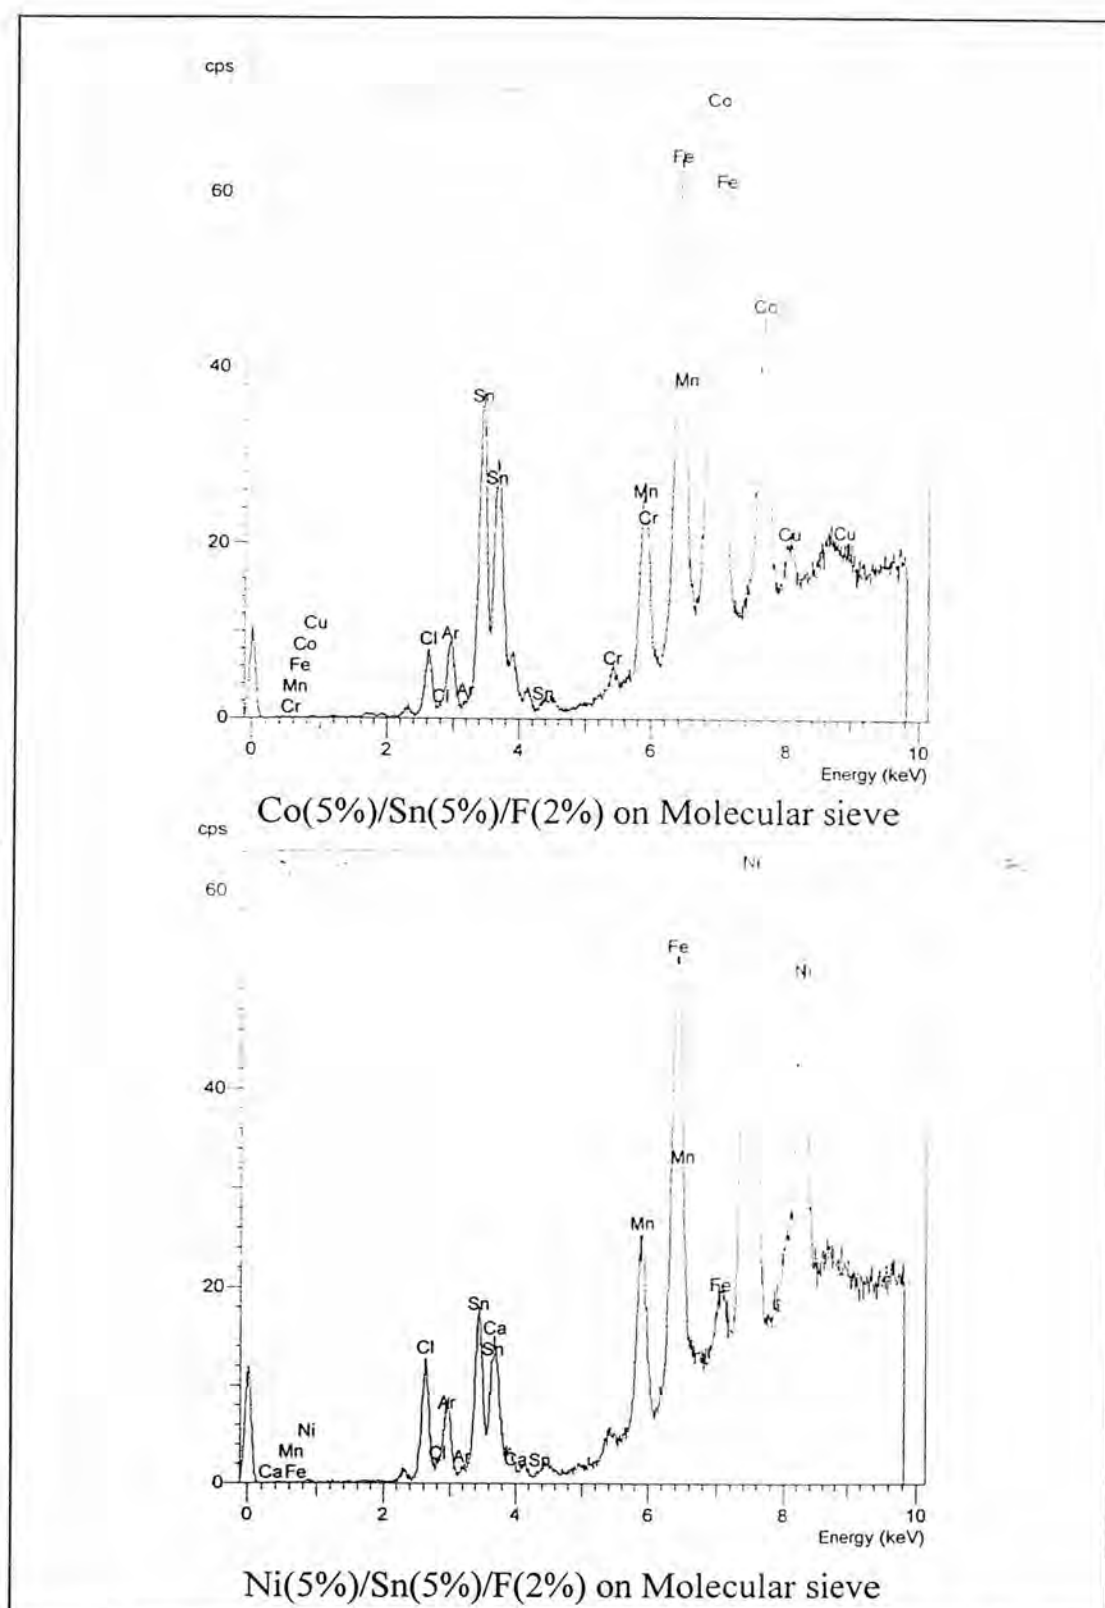 cps
Co
Fe
Fe
60
Co
40
Mn
Sn
Sn
Mn
Cr
20
Cu
Cu
Cu
Co
Fe
Mn
Cr
Cl
Ar
Cl
Ar
Sn
Cr
0
0 2 4 6 8 10
Energy (keV)
Co(5%)/Sn(5%)/F(2%) on Molecular sieve
cps
Ni
60
Fe
Ni
40
Mn
Mn
20
Fe
Sn
Ca
Sn
Cl
Ar
Ni
Mn
Ca Fe
Cl
Ar
Ca Sn
0
0 2 4 6 8 10
Energy (keV)
Ni(5%)/Sn(5%)/F(2%) on Molecular sieve